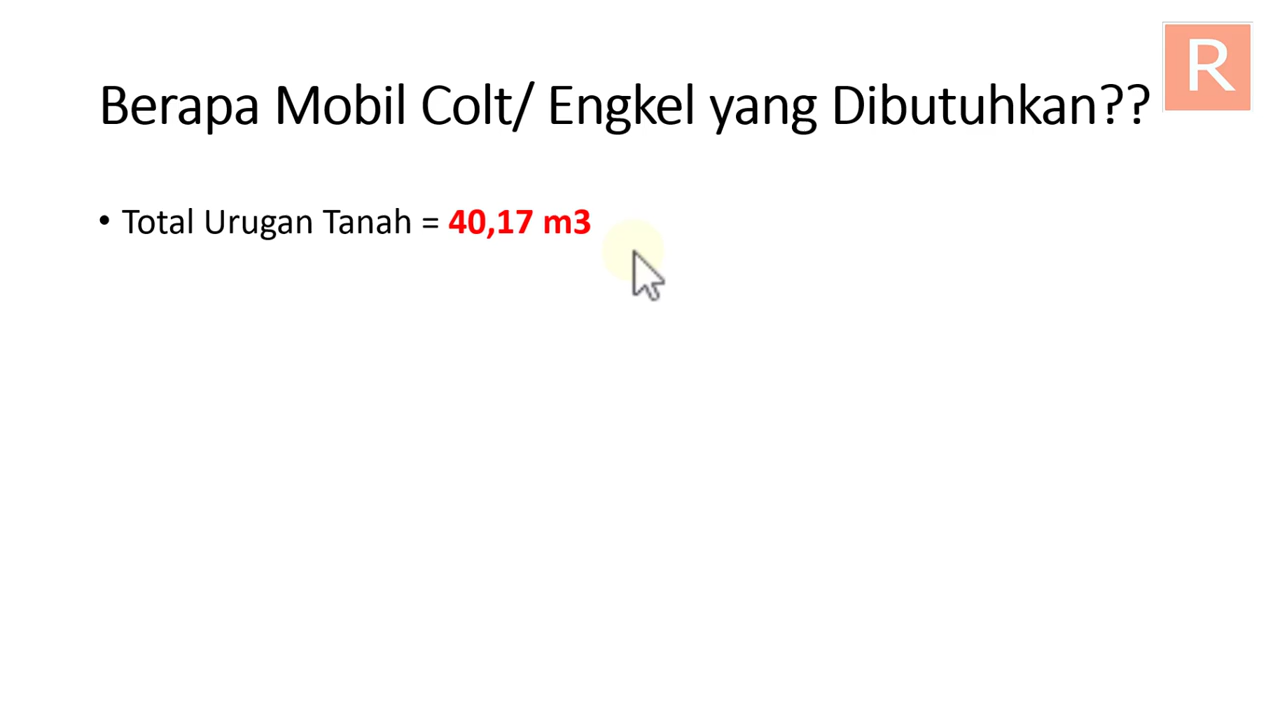 R
Berapa Mobil Colt/ Engkel yang Dibutuhkan??
• Total Urugan Tanah = 40,17 m3